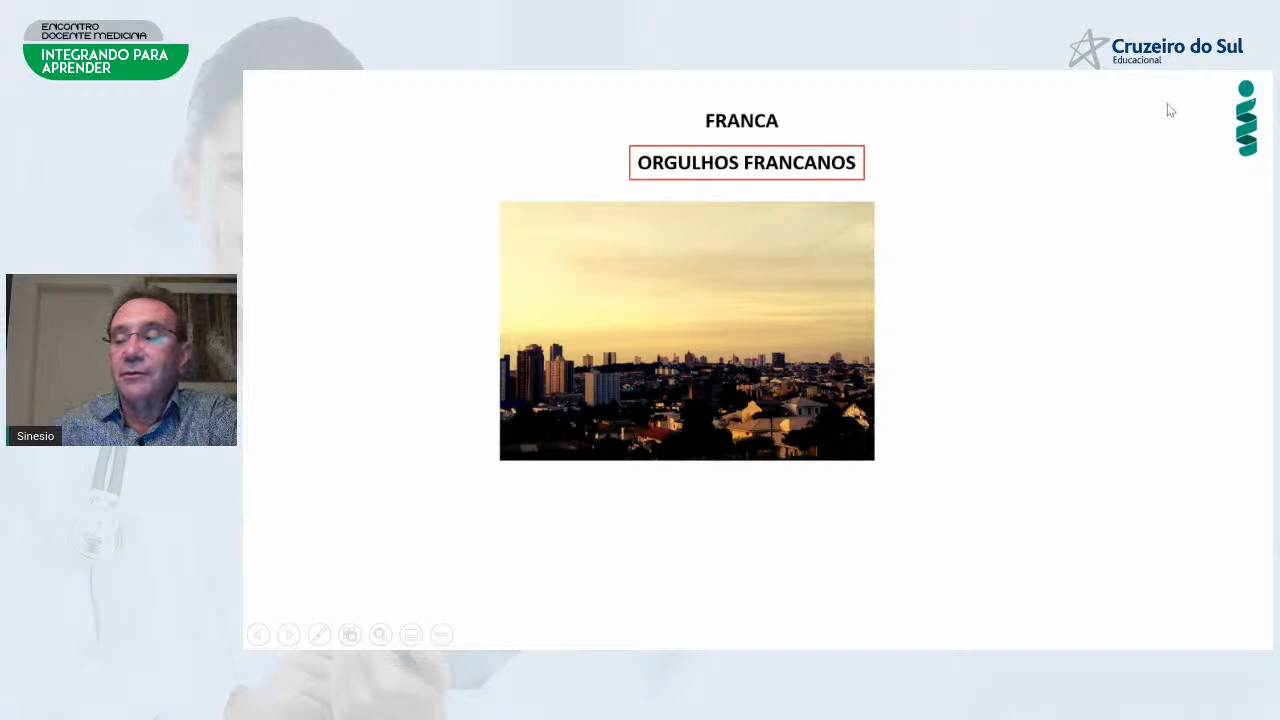 ENCONTRO
DOCENTE MEDICINA
INTEGRANDO PARA
APRENDER
Cruzeiro do Sul
Educacional
FRANCA
ORGULHOS FRANCANOS
Sinesio